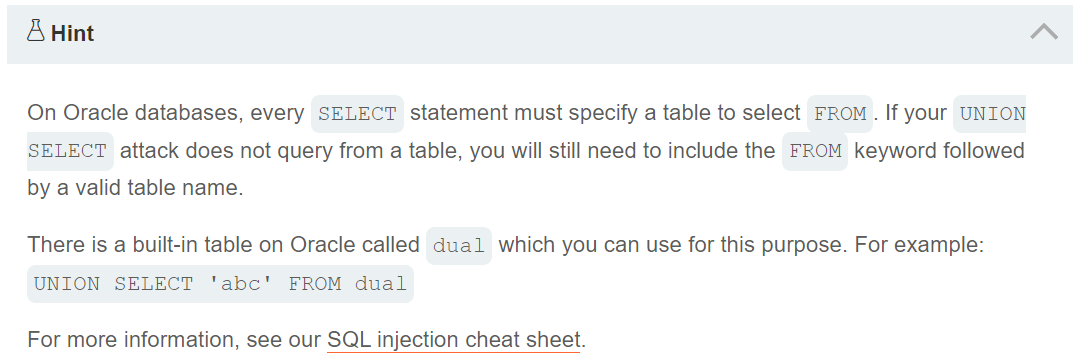 Hint
On Oracle databases, every SELECT statement must specify a table to select FROM. If your UNION
SELECT attack does not query from a table, you will still need to include the FROM keyword followed
by a valid table name.
There is a built-in table on Oracle called dual which you can use for this purpose. For example:
UNION SELECT 'abc' FROM dual
For more information, see our SQL injection cheat sheet.